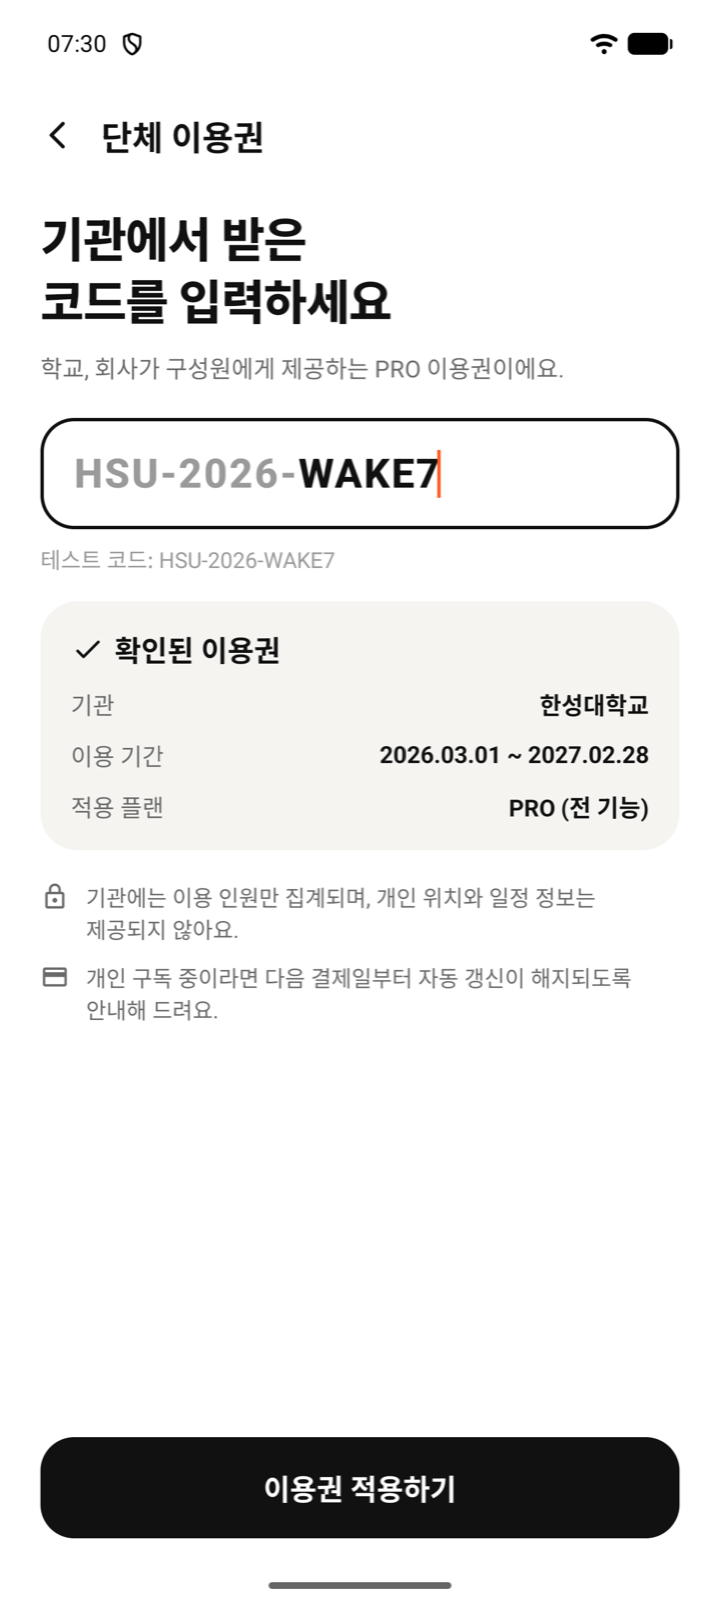 07:30
단체 이용권
기관에서 받은
코드를 입력하세요
학교, 회사가 구성원에게 제공하는 PRO 이용권이에요.
HSU-2026-WAKE7
테스트 코드: HSU-2026-WAKE7
확인된 이용권
기관 한성대학교
이용 기간 2026.03.01 ~ 2027.02.28
적용 플랜 PRO (전 기능)
기관에는 이용 인원만 집계되며, 개인 위치와 일정 정보는
제공되지 않아요.
개인 구독 중이라면 다음 결제일부터 자동 갱신이 해지되도록
안내해 드려요.
이용권 적용하기